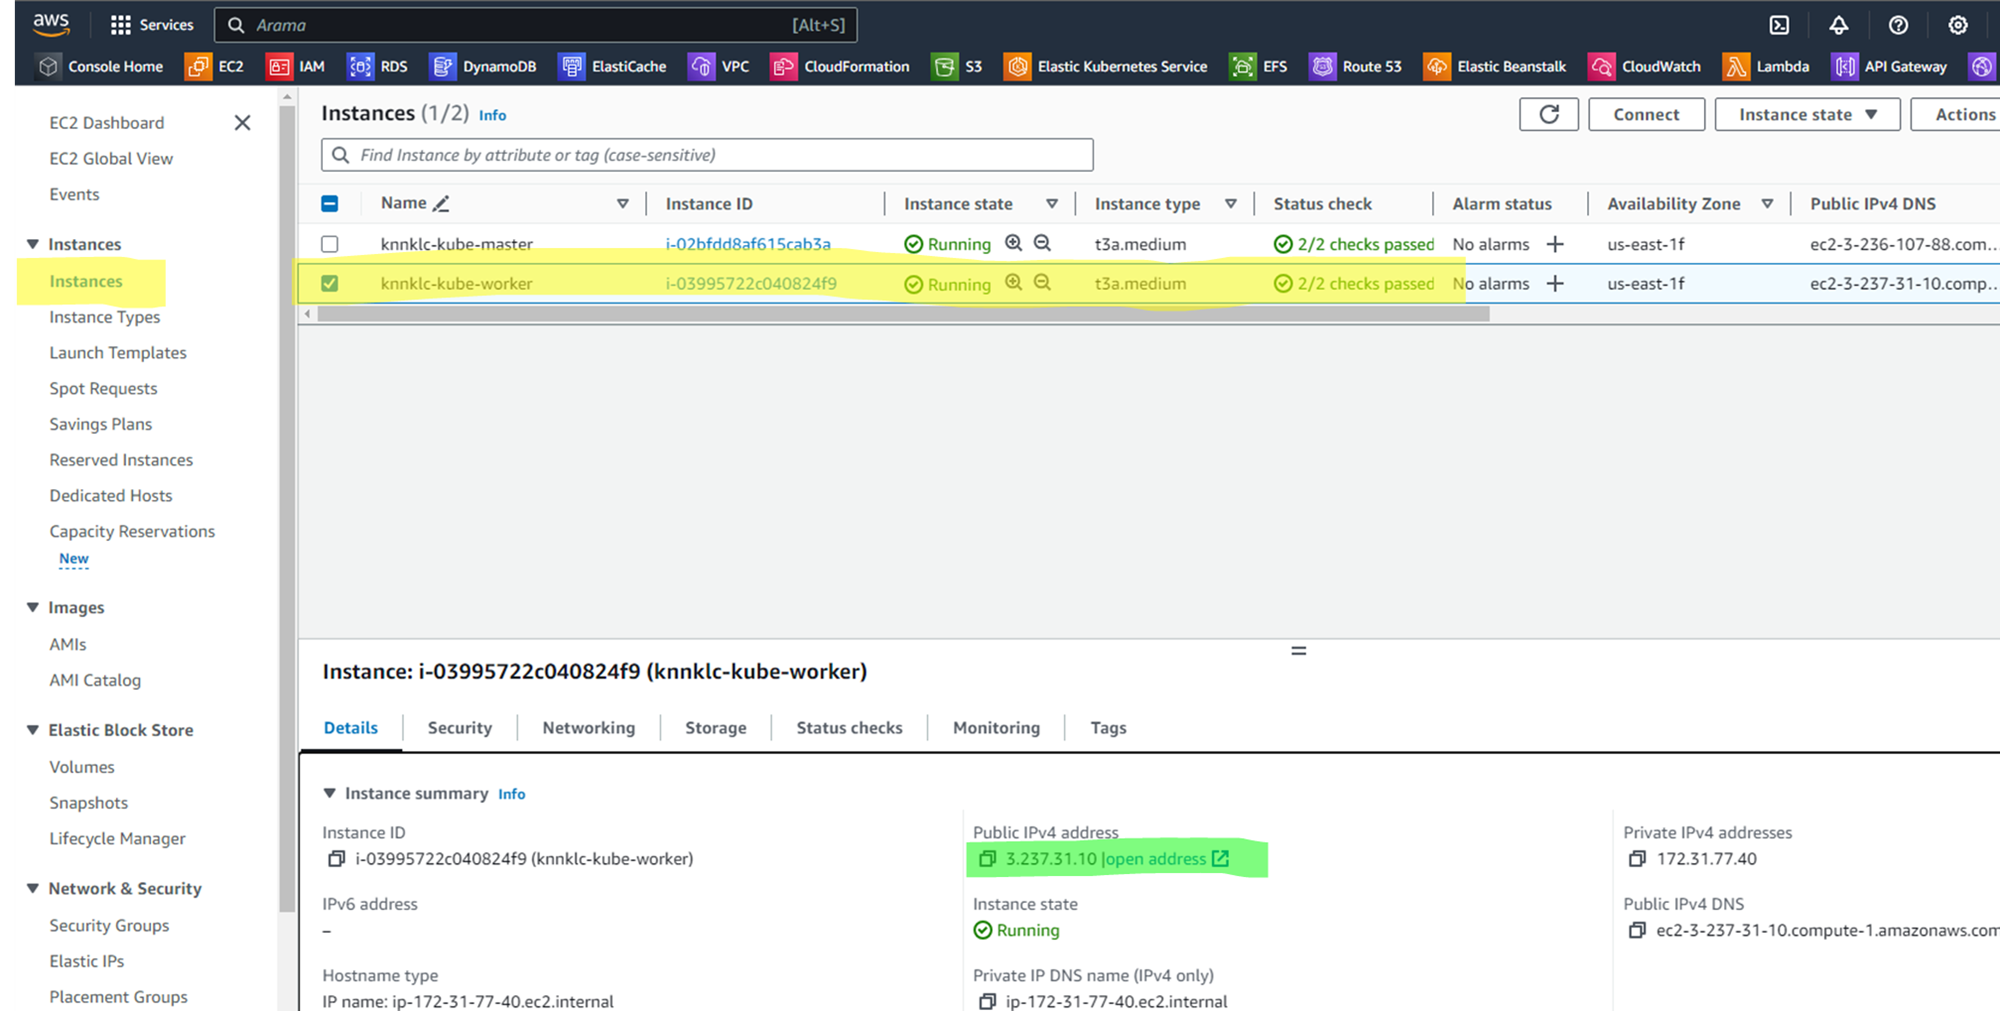 aws Services Arama [Alt+S]
Console Home EC2 IAM RDS DynamoDB ElastiCache VPC CloudFormation S3 Elastic Kubernetes Service EFS Route 53 Elastic Beanstalk CloudWatch Lambda API Gateway
EC2 Dashboard
EC2 Global View
Events
Instances
Instances
Instance Types
Launch Templates
Spot Requests
Savings Plans
Reserved Instances
Dedicated Hosts
Capacity Reservations
New
Images
AMIs
AMI Catalog
Elastic Block Store
Volumes
Snapshots
Lifecycle Manager
Network & Security
Security Groups
Elastic IPs
Placement Groups
Instances (1/2) Info
Connect Instance state Actions
Find Instance by attribute or tag (case-sensitive)
Name Instance ID Instance state Instance type Status check Alarm status Availability Zone Public IPv4 DNS
knnklc-kube-master i-02bfdd8af615cab3a Running t3a.medium 2/2 checks passed No alarms + us-east-1f ec2-3-236-107-88.com...
knnklc-kube-worker i-03995722c040824f9 Running t3a.medium 2/2 checks passed No alarms + us-east-1f ec2-3-237-31-10.comp...
Instance: i-03995722c040824f9 (knnklc-kube-worker)
Details Security Networking Storage Status checks Monitoring Tags
Instance summary Info
Instance ID
i-03995722c040824f9 (knnklc-kube-worker)
IPv6 address
–
Hostname type
IP name: ip-172-31-77-40.ec2.internal
Public IPv4 address
3.237.31.10 |open address
Instance state
Running
Private IP DNS name (IPv4 only)
ip-172-31-77-40.ec2.internal
Private IPv4 addresses
172.31.77.40
Public IPv4 DNS
ec2-3-237-31-10.compute-1.amazonaws.com